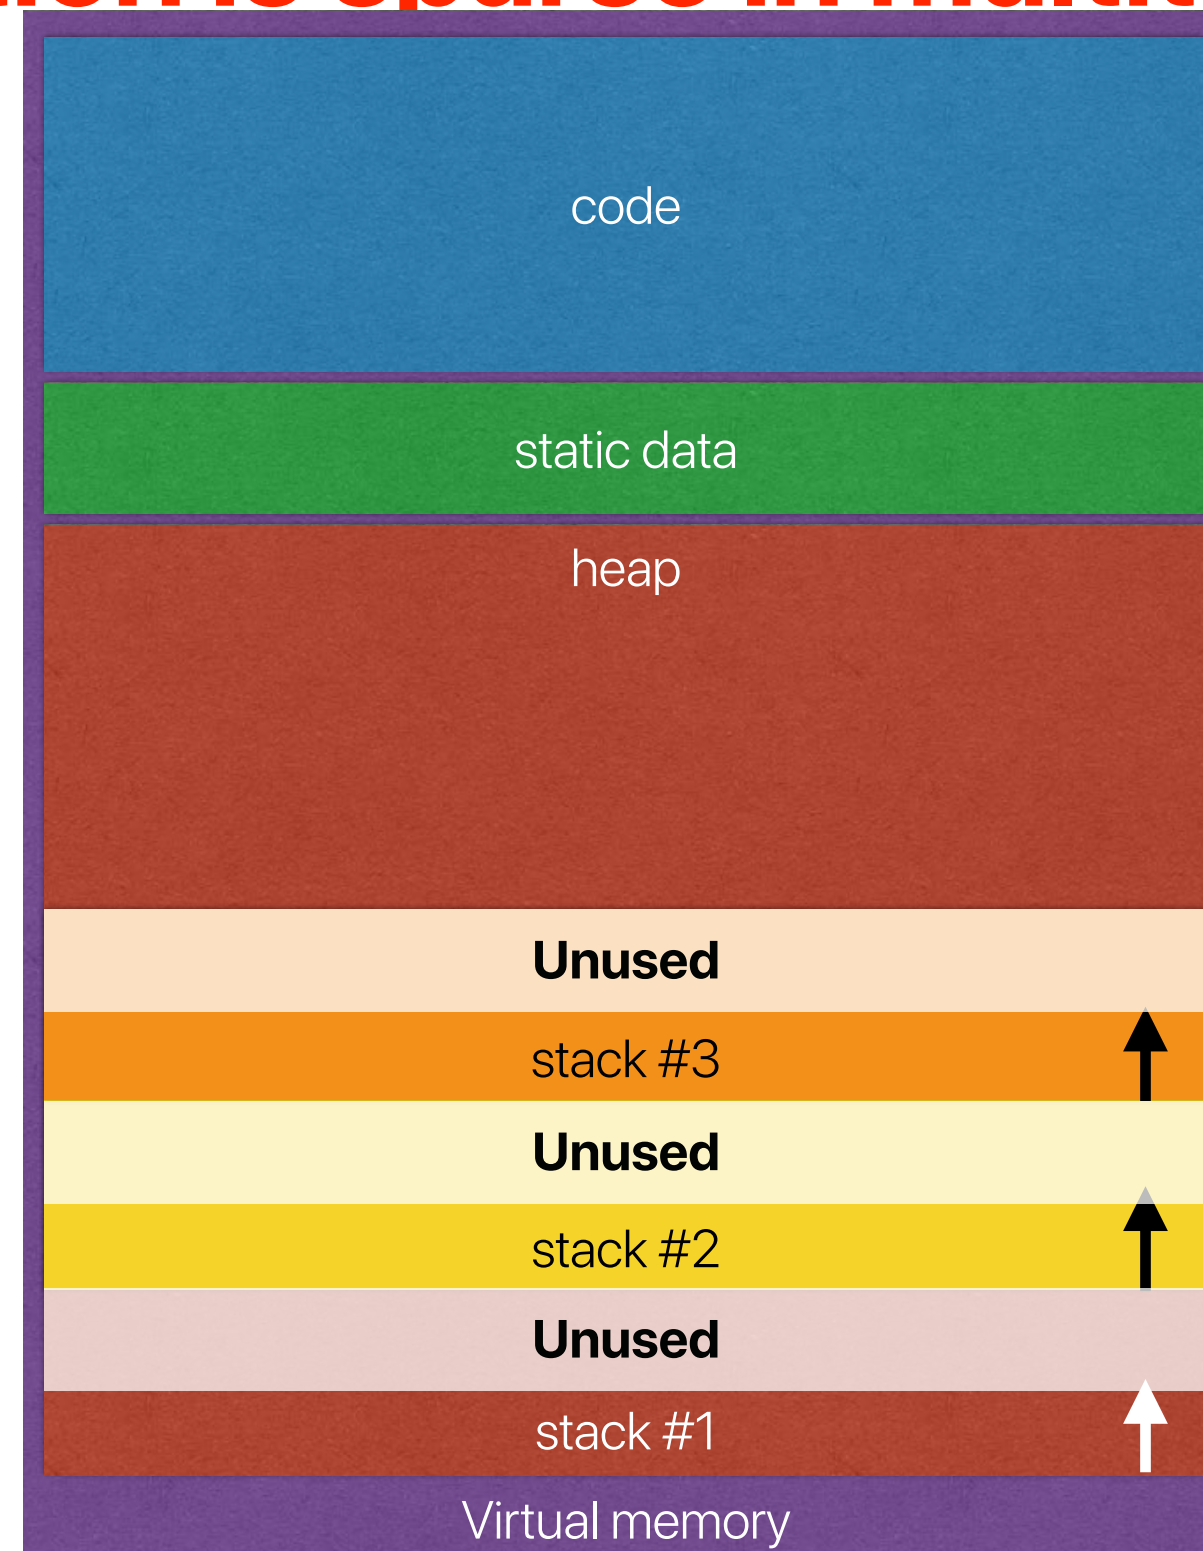 code
static data
heap
Unused
stack #3
Unused
stack #2
Unused
stack #1
Virtual memory